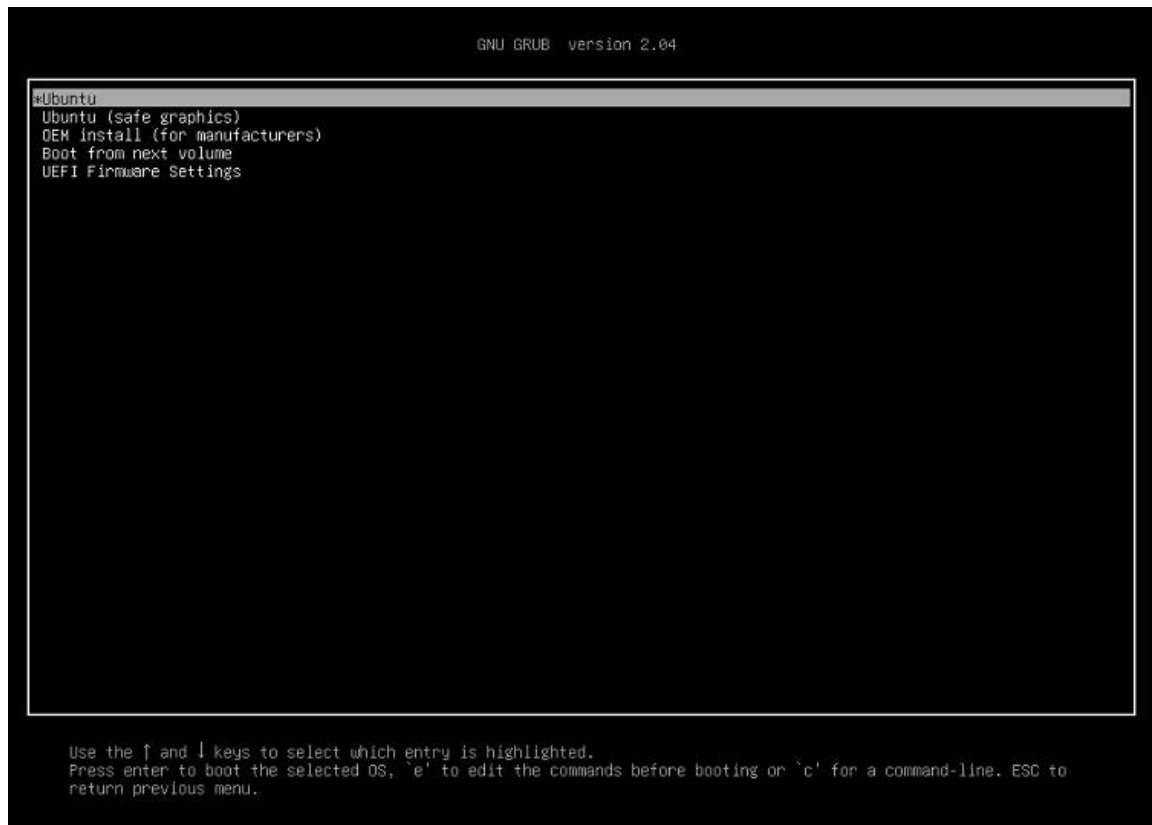 GNU GRUB  version 2.04
*Ubuntu
Ubuntu (safe graphics)
OEM install (for manufacturers)
Boot from next volume
UEFI Firmware Settings
Use the ↑ and ↓ keys to select which entry is highlighted.
Press enter to boot the selected OS, `e' to edit the commands before booting or `c' for a command-line. ESC to
return previous menu.